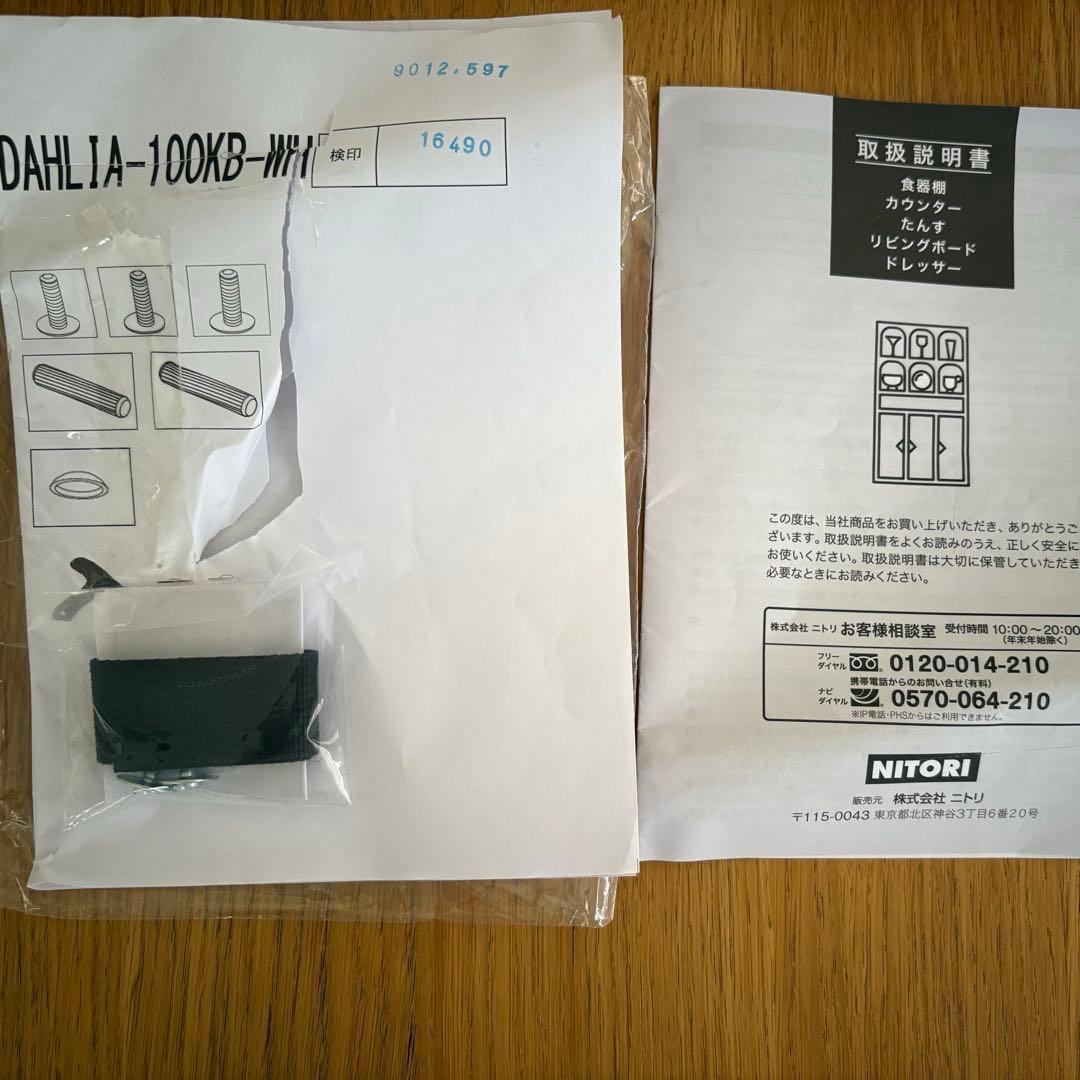 9012.597
DAHLIA-100KB-WH
検印
16490
取扱説明書
食器棚
カウンター
たんす
リビングボード
ドレッサー
この度は、当社商品をお買い上げいただき、ありがとうご
ざいます。取扱説明書をよくお読みのうえ、正しく安全に
お使いください。取扱説明書は大切に保管していただき
必要なときにお読みください。
株式会社 ニトリ お客様相談室 受付時間 10:00~20:00
(年末年始除く)
フリーダイヤル 0120-014-210
携帯電話からのお問い合せ(有料)
ナビダイヤル 0570-064-210
※IP電話・PHSからはご利用できません。
NITORI
販売元 株式会社 ニトリ
〒115-0043 東京都北区神谷3丁目6番20号